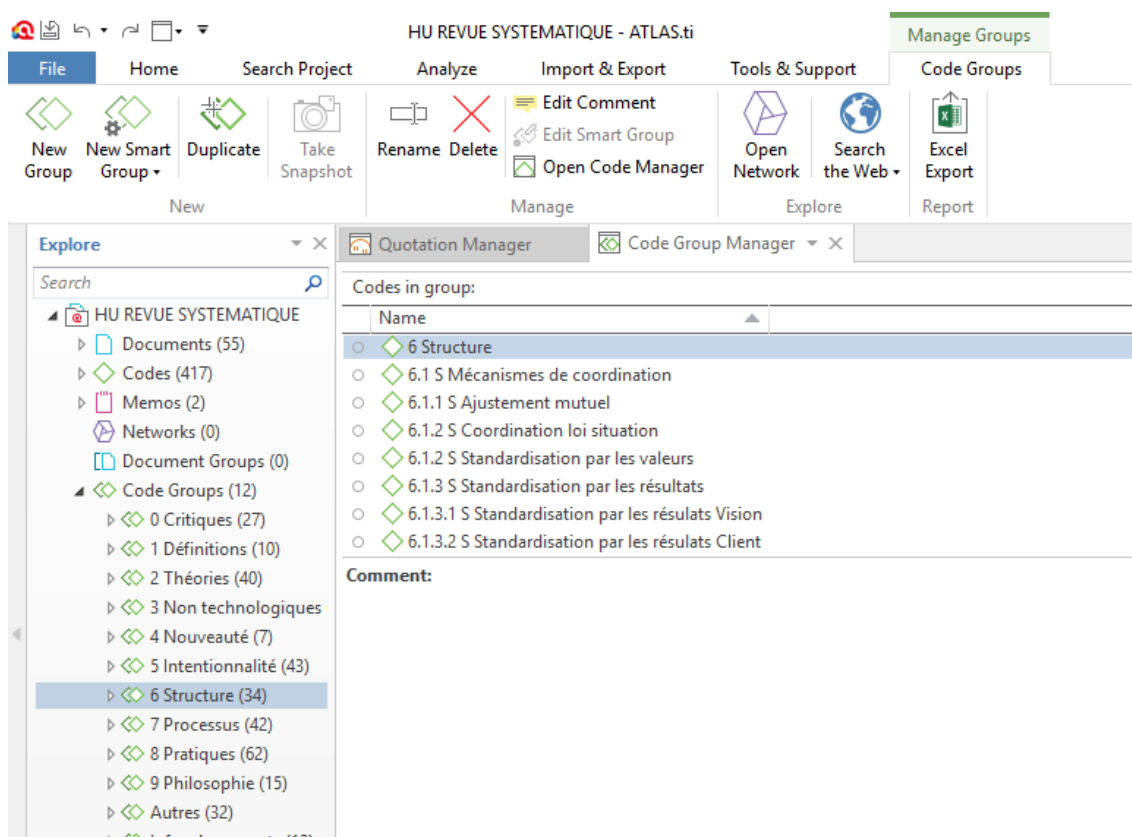 HU REVUE SYSTEMATIQUE - ATLAS.ti
Manage Groups
File Home Search Project Analyze Import & Export Tools & Support Code Groups
New Group
New Smart Group
Duplicate
Take Snapshot
Rename
Delete
Edit Comment
Edit Smart Group
Open Code Manager
Open Network
Search the Web
Excel Export
New Manage Explore Report
Explore
Search
HU REVUE SYSTEMATIQUE
Documents (55)
Codes (417)
Memos (2)
Networks (0)
Document Groups (0)
Code Groups (12)
0 Critiques (27)
1 Définitions (10)
2 Théories (40)
3 Non technologiques
4 Nouveauté (7)
5 Intentionnalité (43)
6 Structure (34)
7 Processus (42)
8 Pratiques (62)
9 Philosophie (15)
Autres (32)
Quotation Manager
Code Group Manager
Codes in group:
Name
6 Structure
6.1 S Mécanismes de coordination
6.1.1 S Ajustement mutuel
6.1.2 S Coordination loi situation
6.1.2 S Standardisation par les valeurs
6.1.3 S Standardisation par les résultats
6.1.3.1 S Standardisation par les résulats Vision
6.1.3.2 S Standardisation par les résulats Client
Comment: